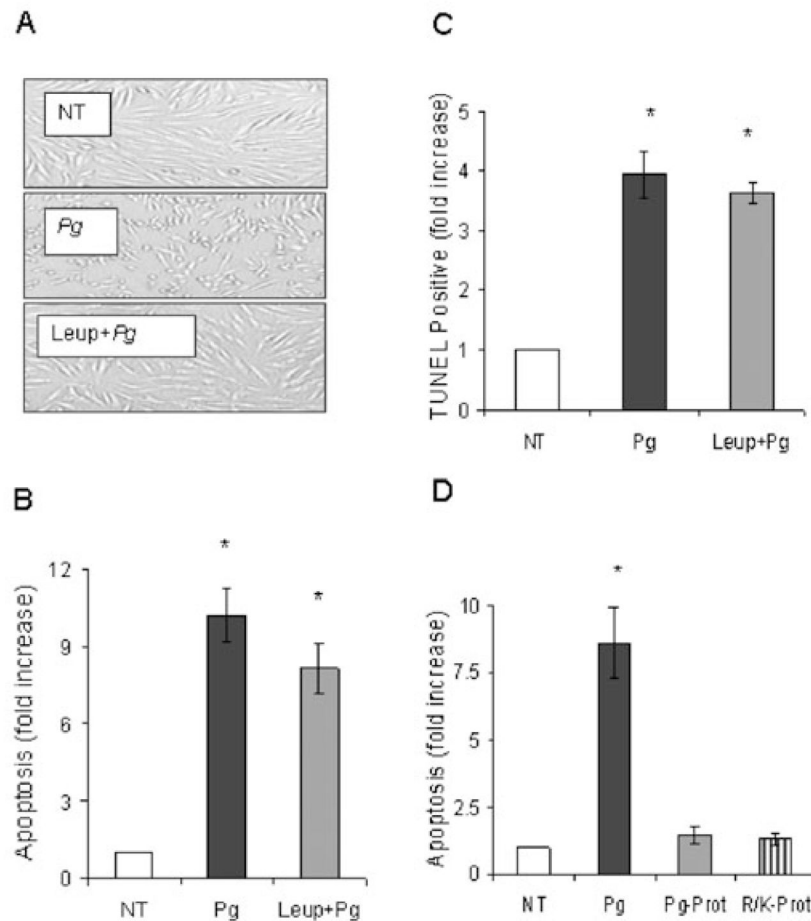 A
NT
Pg
Leup+Pg
B
Apoptosis (fold increase)
12
9
6
3
0
*
*
NT Pg Leup+Pg
C
TUNEL Positive (fold increase)
5
4
3
2
1
0
*
*
NT Pg Leup+Pg
D
Apoptosis (fold increase)
10
7.5
5
2.5
0
*
NT Pg Pg-Prot R/K-Prot